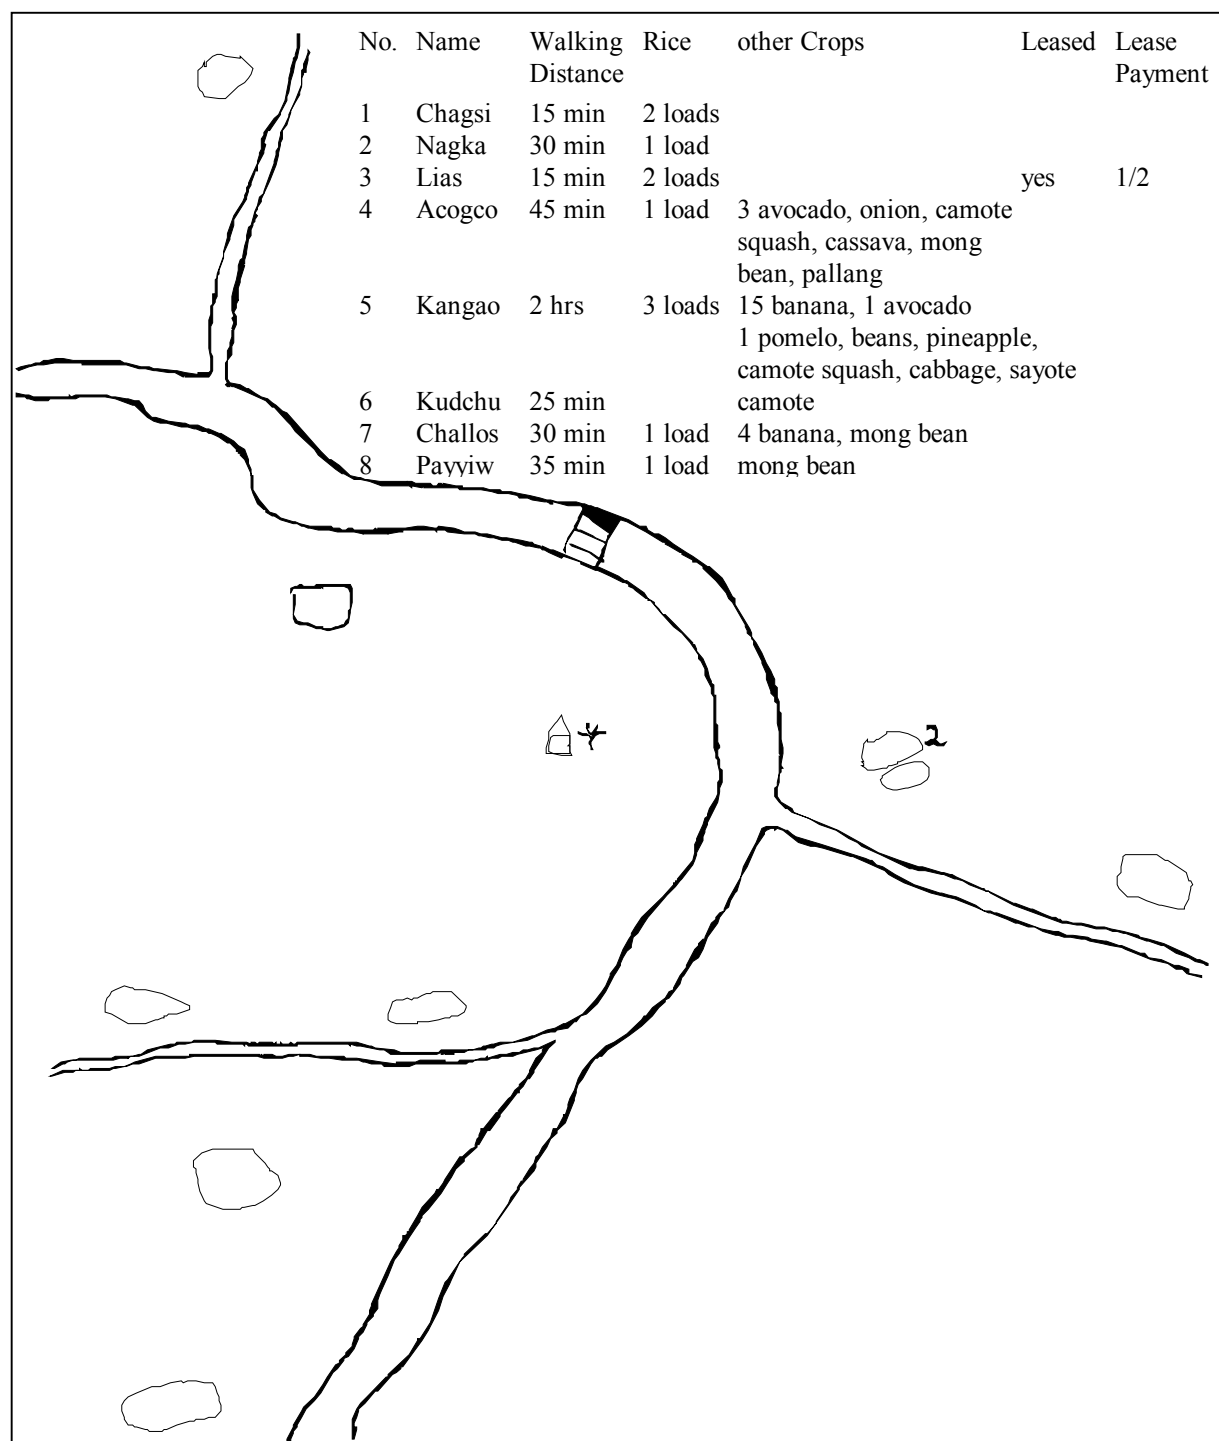 No. Name Walking Rice other Crops Leased Lease
Distance Payment
1 Chagsi 15 min 2 loads
2 Nagka 30 min 1 load
3 Lias 15 min 2 loads yes 1/2
4 Acogco 45 min 1 load 3 avocado, onion, camote
squash, cassava, mong
bean, pallang
5 Kangao 2 hrs 3 loads 15 banana, 1 avocado
1 pomelo, beans, pineapple,
camote squash, cabbage, sayote
6 Kudchu 25 min camote
7 Challos 30 min 1 load 4 banana, mong bean
8 Payyiw 35 min 1 load mong bean
2